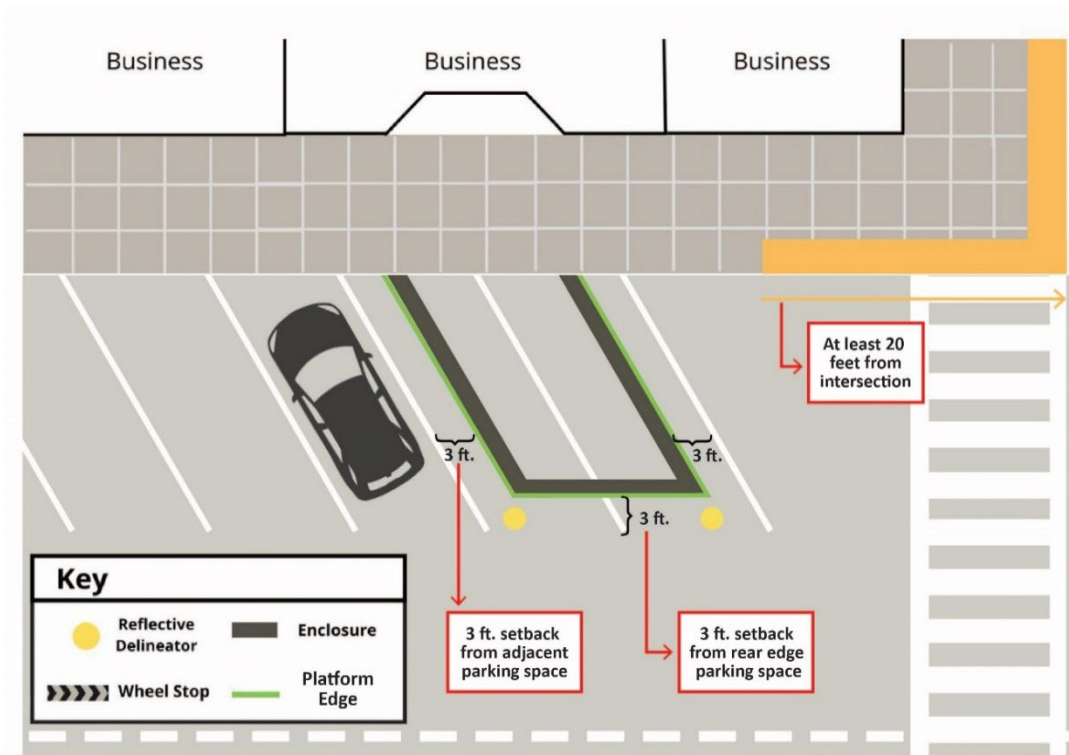 Business
Business
Business
At least 20
feet from
intersection
3 ft.
3 ft.
3 ft.
Key
Reflective
Delineator
Enclosure
Wheel Stop
Platform
Edge
3 ft. setback
from adjacent
parking space
3 ft. setback
from rear edge
parking space